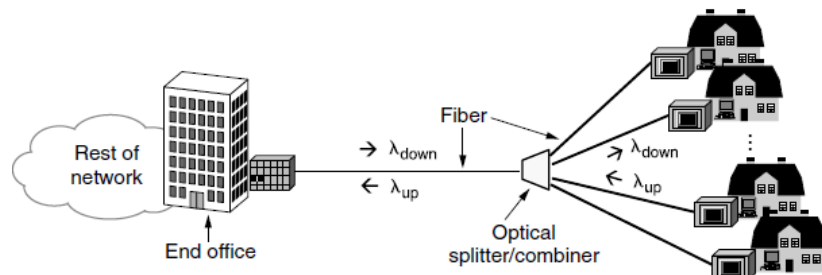 Rest of
network
End office
Fiber
λdown
λup
λdown
λup
Optical
splitter/combiner